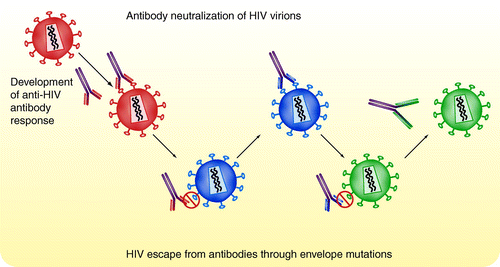 Antibody neutralization of HIV virions
Development
of anti-HIV
antibody
response
HIV escape from antibodies through envelope mutations